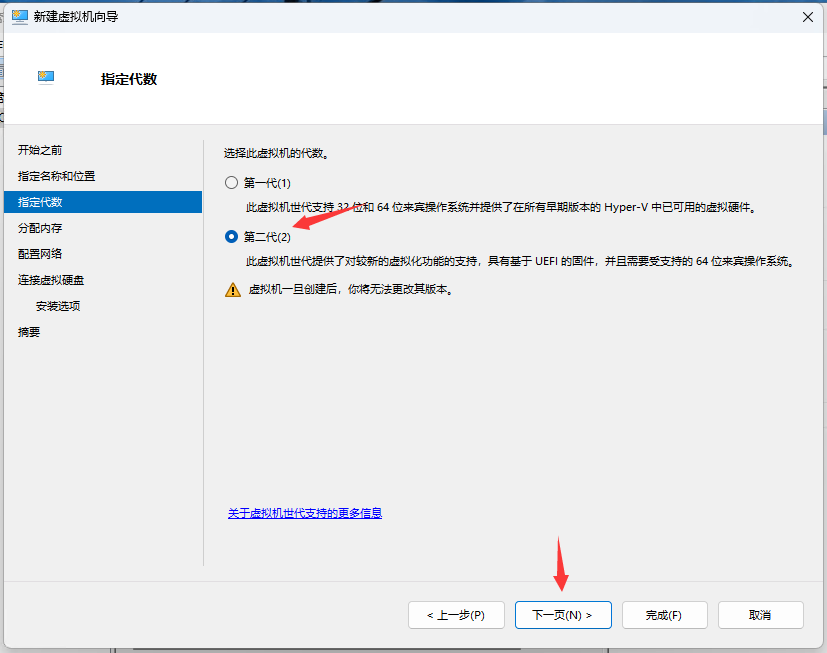 新建虚拟机向导
指定代数
开始之前
指定名称和位置
指定代数
分配内存
配置网络
连接虚拟硬盘
安装选项
摘要
选择此虚拟机的代数。
第一代(1)
此虚拟机世代支持 32 位和 64 位来宾操作系统并提供了在所有早期版本的 Hyper-V 中已可用的虚拟硬件。
第二代(2)
此虚拟机世代提供了对较新的虚拟化功能的支持，具有基于 UEFI 的固件，并且需要受支持的 64 位来宾操作系统。
虚拟机一旦创建后，你将无法更改其版本。
关于虚拟机世代支持的更多信息
< 上一步(P)
下一页(N) >
完成(F)
取消